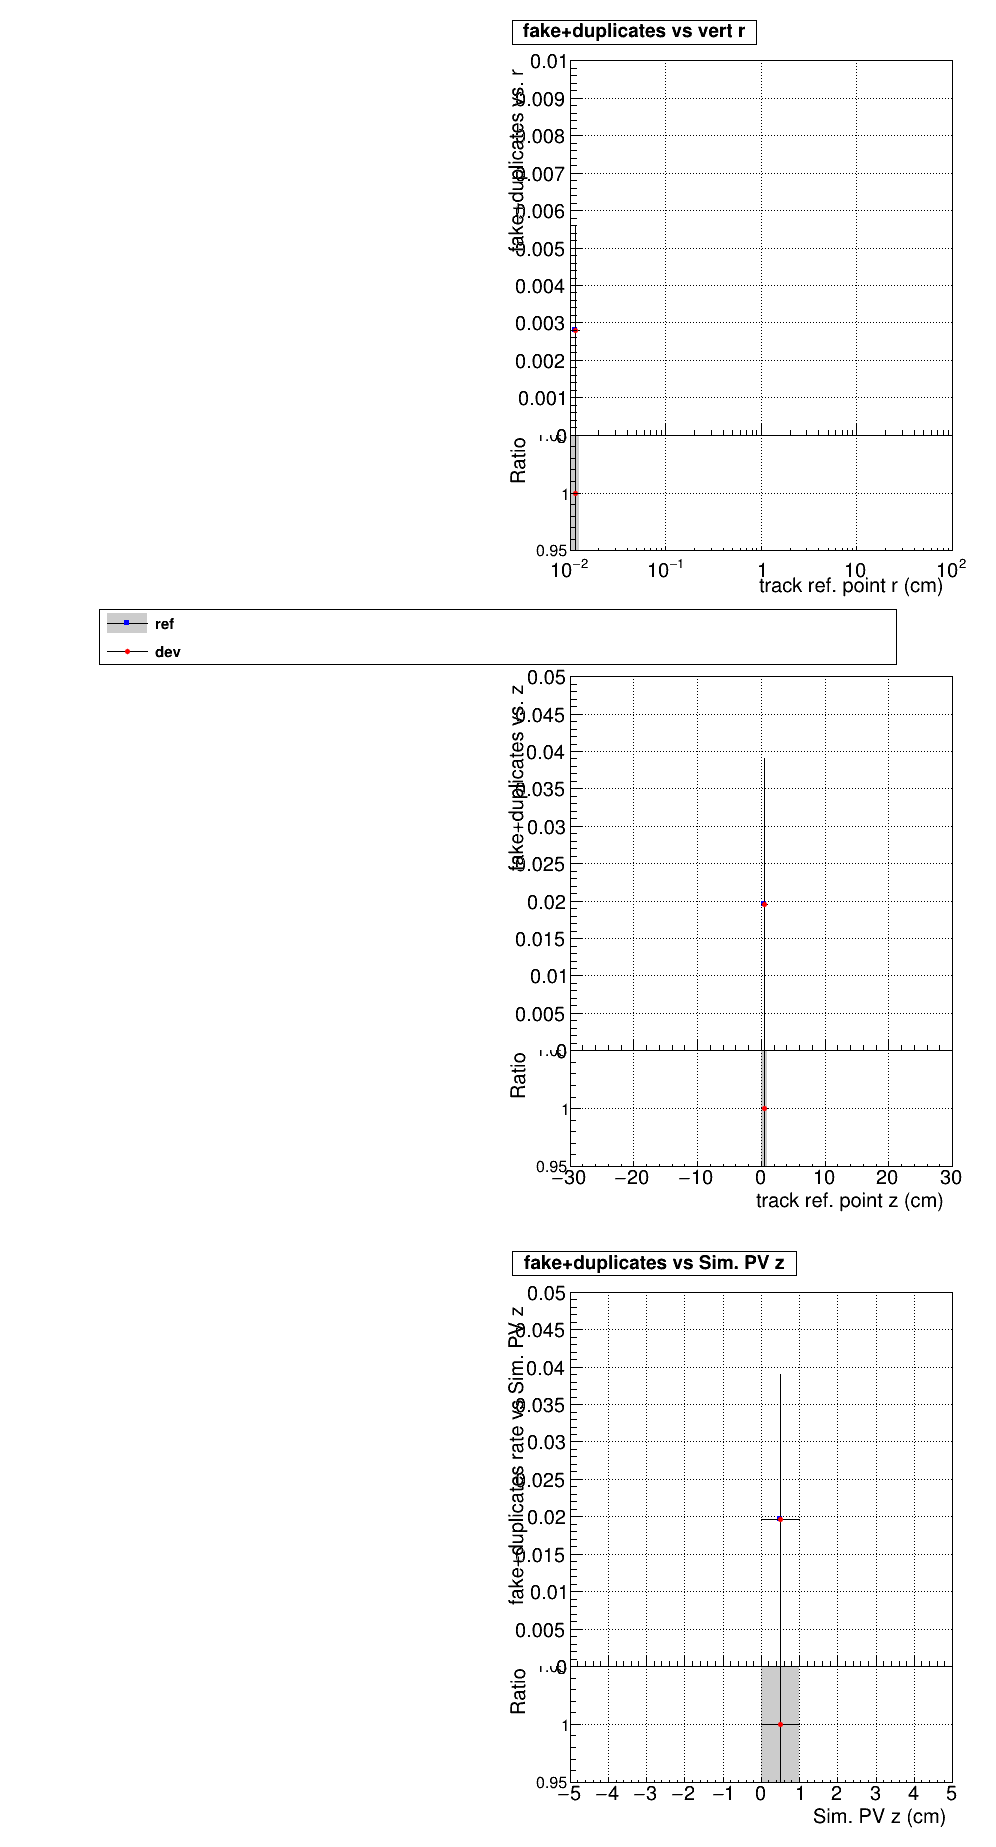 fake+duplicates vs vert r
fake+duplicates vs. r
0.01
0.009
0.008
0.007
0.006
0.005
0.004
0.003
0.002
0.001
0
Ratio
1
0.95
10⁻² 10⁻¹ 1 10 10²
track ref. point r (cm)
ref
dev
fake+duplicates vs. z
0.05
0.045
0.04
0.035
0.03
0.025
0.02
0.015
0.01
0.005
0
Ratio
1
0.95
−30 −20 −10 0 10 20 30
track ref. point z (cm)
fake+duplicates vs Sim. PV z
fake+duplicates rate vs Sim. PV z
0.05
0.045
0.04
0.035
0.03
0.025
0.02
0.015
0.01
0.005
0
Ratio
1
0.95
−5 −4 −3 −2 −1 0 1 2 3 4 5
Sim. PV z (cm)